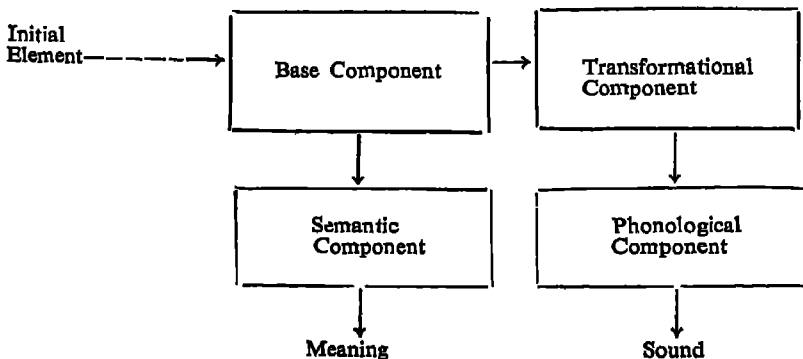 Initial
Element
Base Component
Transformational
Component
Semantic
Component
Phonological
Component
Meaning
Sound